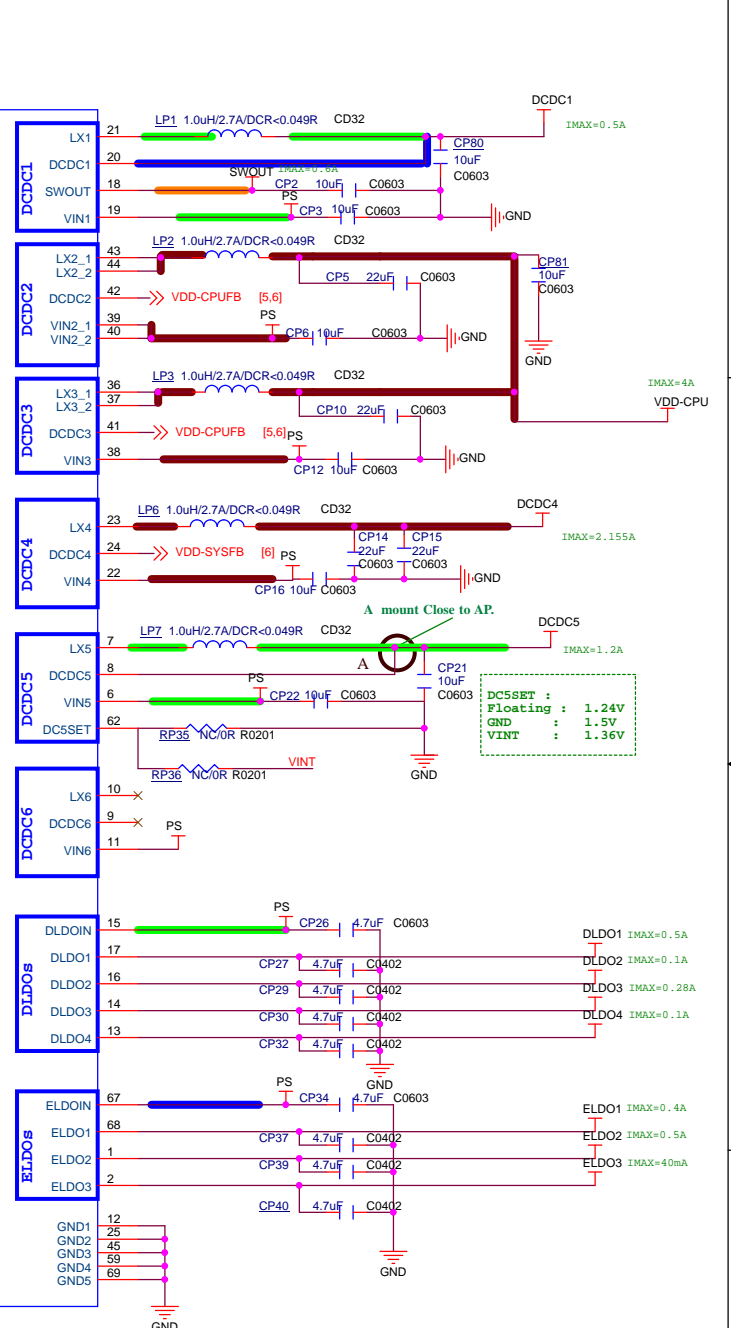 DCDC1
DCDC1
21
LX1
LP1 1.0uH/2.7A/DCR<0.049R CD32
IMAX=0.5A
20
DCDC1
CP80
10uF
C0603
SWOUT
IMAX=0.6A
18
SWOUT
CP2 10uF C0603
PS
19
VIN1
CP3 10uF C0603
GND
DCDC2
43
LX2_1
44
LX2_2
LP2 1.0uH/2.7A/DCR<0.049R CD32
CP81
10uF
C0603
CP5 22uF C0603
42
DCDC2
VDD-CPUFB [5,6]
PS
39
VIN2_1
40
VIN2_2
CP6 10uF C0603
GND
GND
DCDC3
36
LX3_1
37
LX3_2
LP3 1.0uH/2.7A/DCR<0.049R CD32
IMAX=4A
VDD-CPU
CP10 22uF C0603
41
DCDC3
VDD-CPUFB [5,6]
PS
38
VIN3
CP12 10uF C0603
GND
DCDC4
DCDC4
23
LX4
LP6 1.0uH/2.7A/DCR<0.049R CD32
IMAX=2.155A
CP14
22uF
C0603
CP15
22uF
C0603
24
DCDC4
VDD-SYSFB [6]
PS
22
VIN4
CP16 10uF C0603
GND
A mount Close to AP.
DCDC5
DCDC5
7
LX5
LP7 1.0uH/2.7A/DCR<0.049R CD32
IMAX=1.2A
A
8
DCDC5
CP21
10uF
C0603
PS
6
VIN5
CP22 10uF C0603
DC5SET :
Floating : 1.24V
GND : 1.5V
VINT : 1.36V
62
DC5SET
RP35 NC/0R R0201
VINT
RP36 NC/0R R0201
GND
DCDC6
10
LX6
9
DCDC6
PS
11
VIN6
DLDOs
PS
15
DLDOIN
CP26 4.7uF C0603
17
DLDO1
DLDO1 IMAX=0.5A
CP27 4.7uF C0402
16
DLDO2
DLDO2 IMAX=0.1A
CP29 4.7uF C0402
14
DLDO3
DLDO3 IMAX=0.28A
CP30 4.7uF C0402
13
DLDO4
DLDO4 IMAX=0.1A
CP32 4.7uF C0402
GND
ELDOs
PS
67
ELDOIN
CP34 4.7uF C0603
68
ELDO1
ELDO1 IMAX=0.4A
CP37 4.7uF C0402
1
ELDO2
ELDO2 IMAX=0.5A
CP39 4.7uF C0402
2
ELDO3
ELDO3 IMAX=40mA
CP40 4.7uF C0402
GND
12
GND1
25
GND2
45
GND3
59
GND4
69
GND5
GND